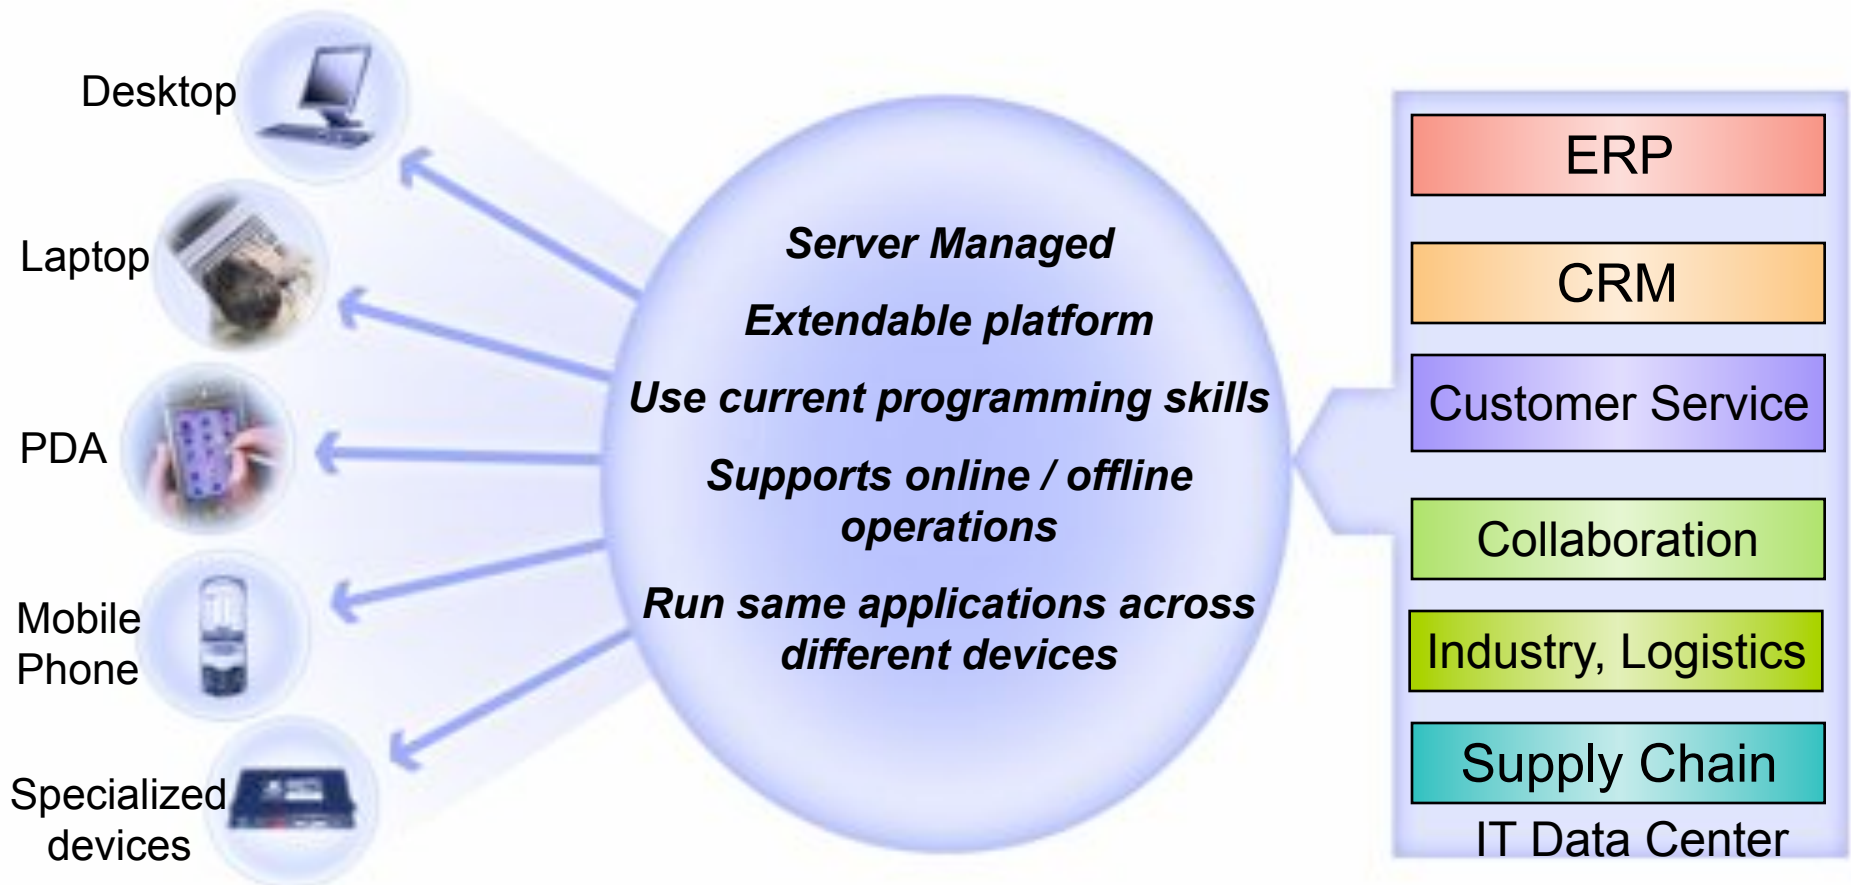 Desktop
Laptop
PDA
Mobile
Phone
Specialized
devices
Server Managed
Extendable platform
Use current programming skills
Supports online / offline
operations
Run same applications across
different devices
ERP
CRM
Customer Service
Collaboration
Industry, Logistics
Supply Chain
IT Data Center